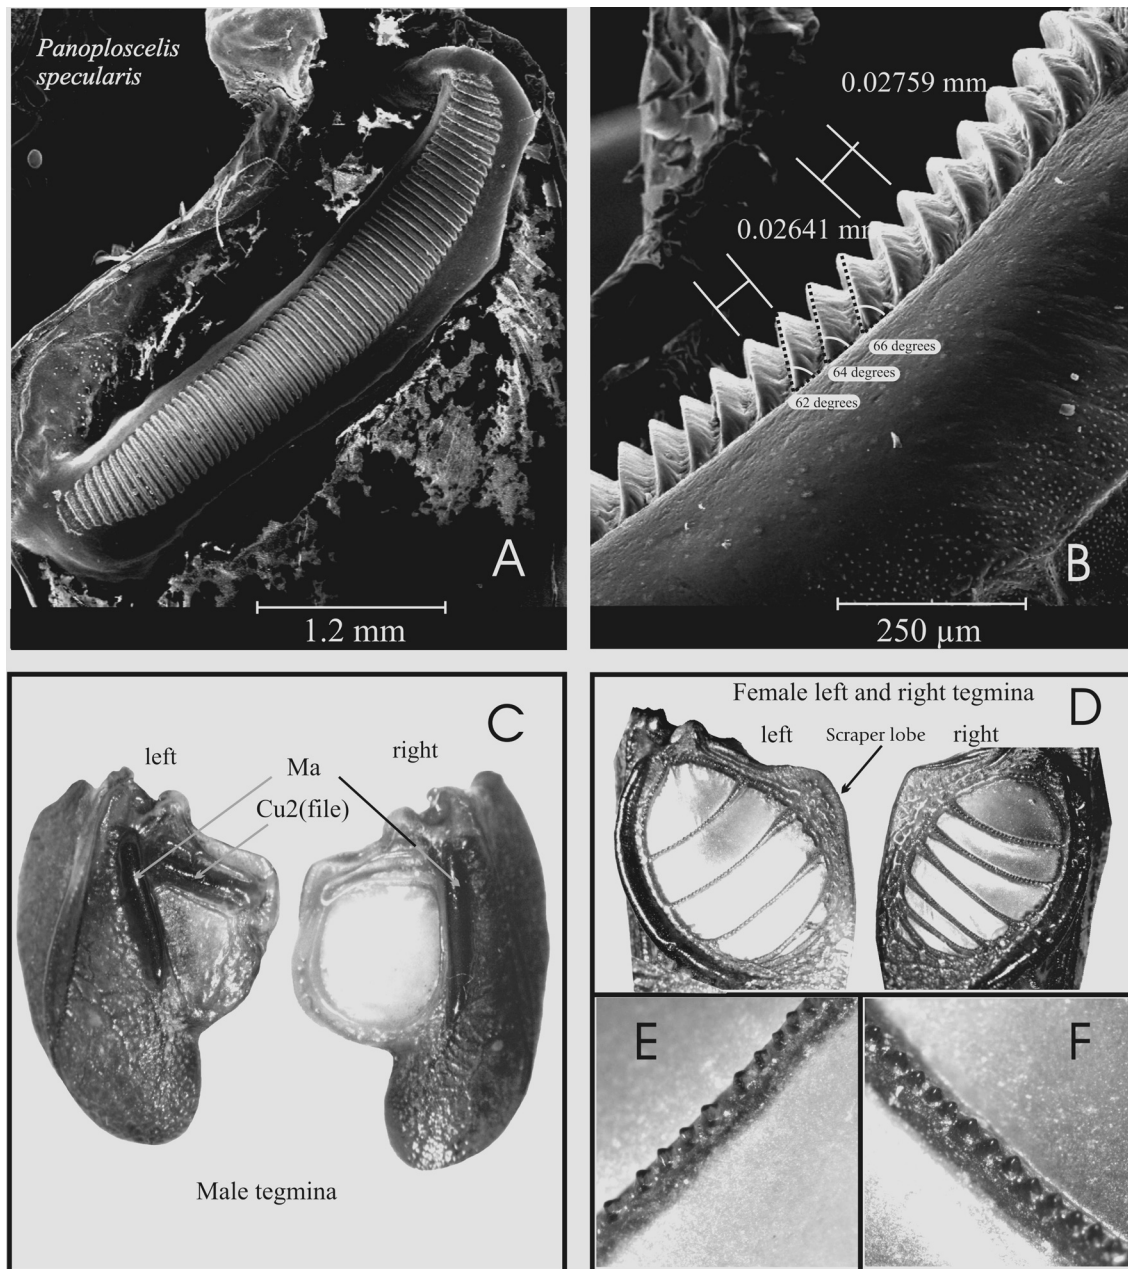 Panoploscelis
specularis
A
1.2 mm
0.02759 mm
0.02641 mm
66 degrees
64 degrees
62 degrees
B
250 µm
C
left
right
Ma
Cu2(file)
Male tegmina
Female left and right tegmina
D
left
Scraper lobe
right
E
F